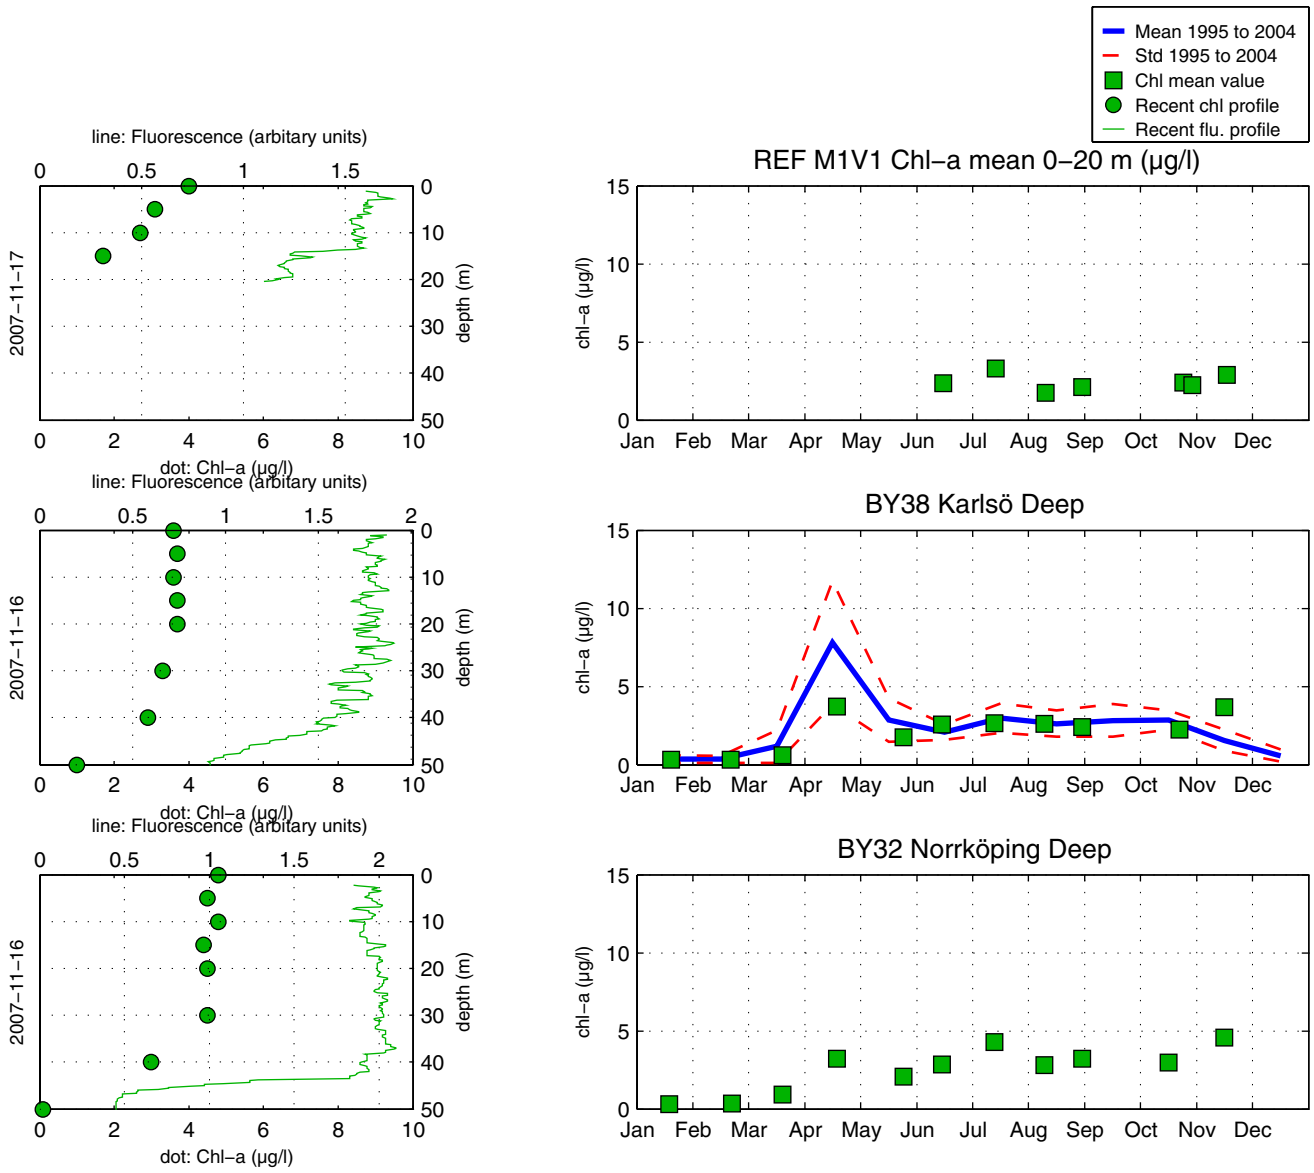 Mean 1995 to 2004
Std 1995 to 2004
Chl mean value
Recent chl profile
Recent flu. profile
line: Fluorescence (arbitary units)
0 0.5 1 1.5
0
10
20
30
40
50
depth (m)
2007−11−17
0 2 4 6 8 10
dot: Chl−a (µg/l)
REF M1V1 Chl−a mean 0−20 m (µg/l)
15
10
5
0
chl−a (µg/l)
Jan Feb Mar Apr May Jun Jul Aug Sep Oct Nov Dec
line: Fluorescence (arbitary units)
0 0.5 1 1.5 2
0
10
20
30
40
50
depth (m)
2007−11−16
0 2 4 6 8 10
dot: Chl−a (µg/l)
BY38 Karlsö Deep
15
10
5
0
chl−a (µg/l)
Jan Feb Mar Apr May Jun Jul Aug Sep Oct Nov Dec
line: Fluorescence (arbitary units)
0 0.5 1 1.5 2
0
10
20
30
40
50
depth (m)
2007−11−16
0 2 4 6 8 10
dot: Chl−a (µg/l)
BY32 Norrköping Deep
15
10
5
0
chl−a (µg/l)
Jan Feb Mar Apr May Jun Jul Aug Sep Oct Nov Dec